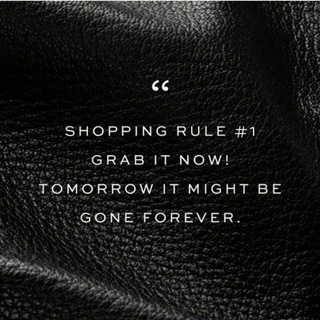 “
SHOPPING RULE #1
GRAB IT NOW!
TOMORROW IT MIGHT BE
GONE FOREVER.